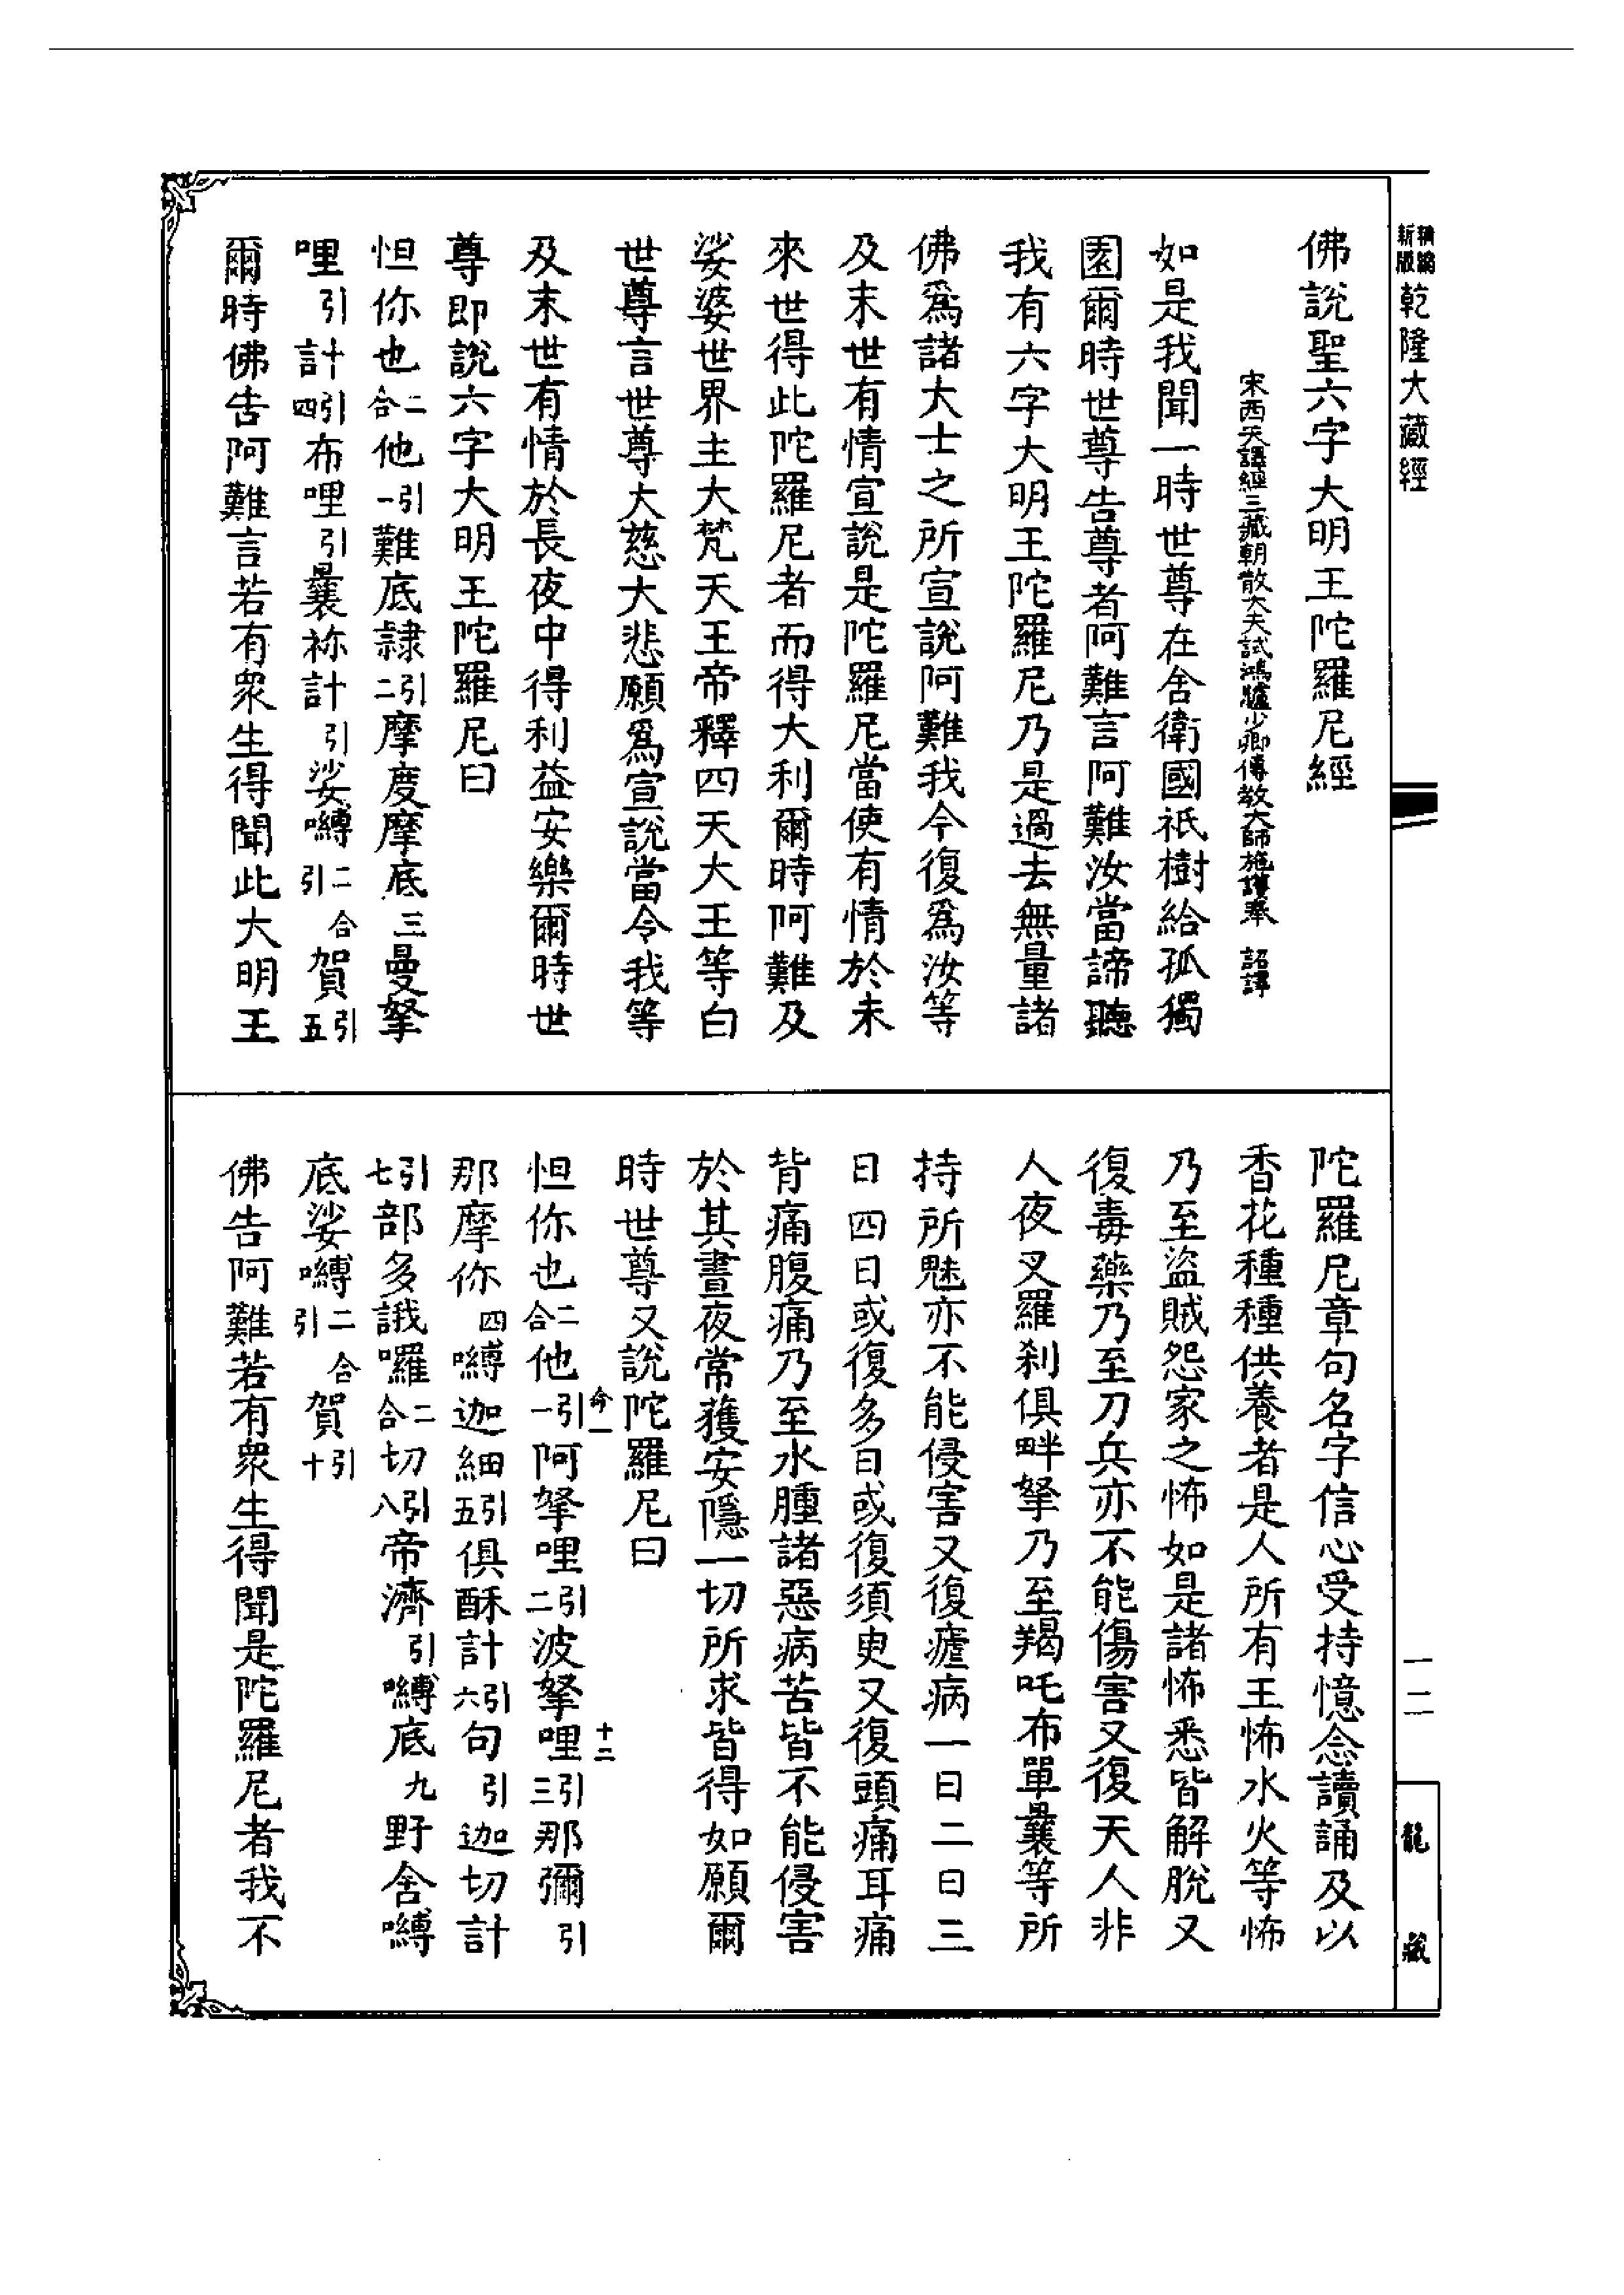 精編新版乾隆大藏經
佛說聖六字大明王陀羅尼經
宋西天譯經三藏朝散大夫試鴻臚少卿傳教大師施護奉 詔譯
如是我聞一時世尊在舍衛國祇樹給孤獨
園爾時世尊告尊者阿難言阿難汝當諦聽
我有六字大明王陀羅尼乃是過去無量諸
佛爲諸大士之所宣說阿難我今復爲汝等
及末世有情宣說是陀羅尼當使有情於未
來世得此陀羅尼者而得大利爾時阿難及
娑婆世界主大梵天王帝釋四天大王等白
世尊言世尊大慈大悲願爲宣說當令我等
及末世有情於長夜中得利益安樂爾時世
尊即說六字大明王陀羅尼曰
怛你也二合他引一難底隸引二摩度摩底三曼拏
哩引計十引四布哩引曩祢計引娑嚩二引合賀引五
爾時佛告阿難言若有衆生得聞此大明王
陀羅尼章句名字信心受持憶念讀誦及以
香花種種供養者是人所有王怖水火等怖
乃至盜賊怨家之怖如是諸怖悉皆解脫又
復毒藥乃至刀兵亦不能傷害又復天人非
人夜叉羅剎俱畔拏乃至羯吒布單曩等所
持所魅亦不能侵害又復瘧病一日二日三
日四日或復多日或復須臾又復頭痛耳痛
背痛腹痛乃至水腫諸惡病苦皆不能侵害
於其晝夜常獲安隱一切所求皆得如願爾
時世尊又說陀羅尼曰
命一
十二
怛你也二合他引一阿拏哩引二波拏哩引三那彌引
那摩你四嚩迦細引五俱酥計引六句引迦切計
引七部多誐囉二合切引八帝濟引嚩底九野舍嚩
底娑嚩二引合賀引十
佛告阿難若有衆生得聞是陀羅尼者我不
一二
龍藏